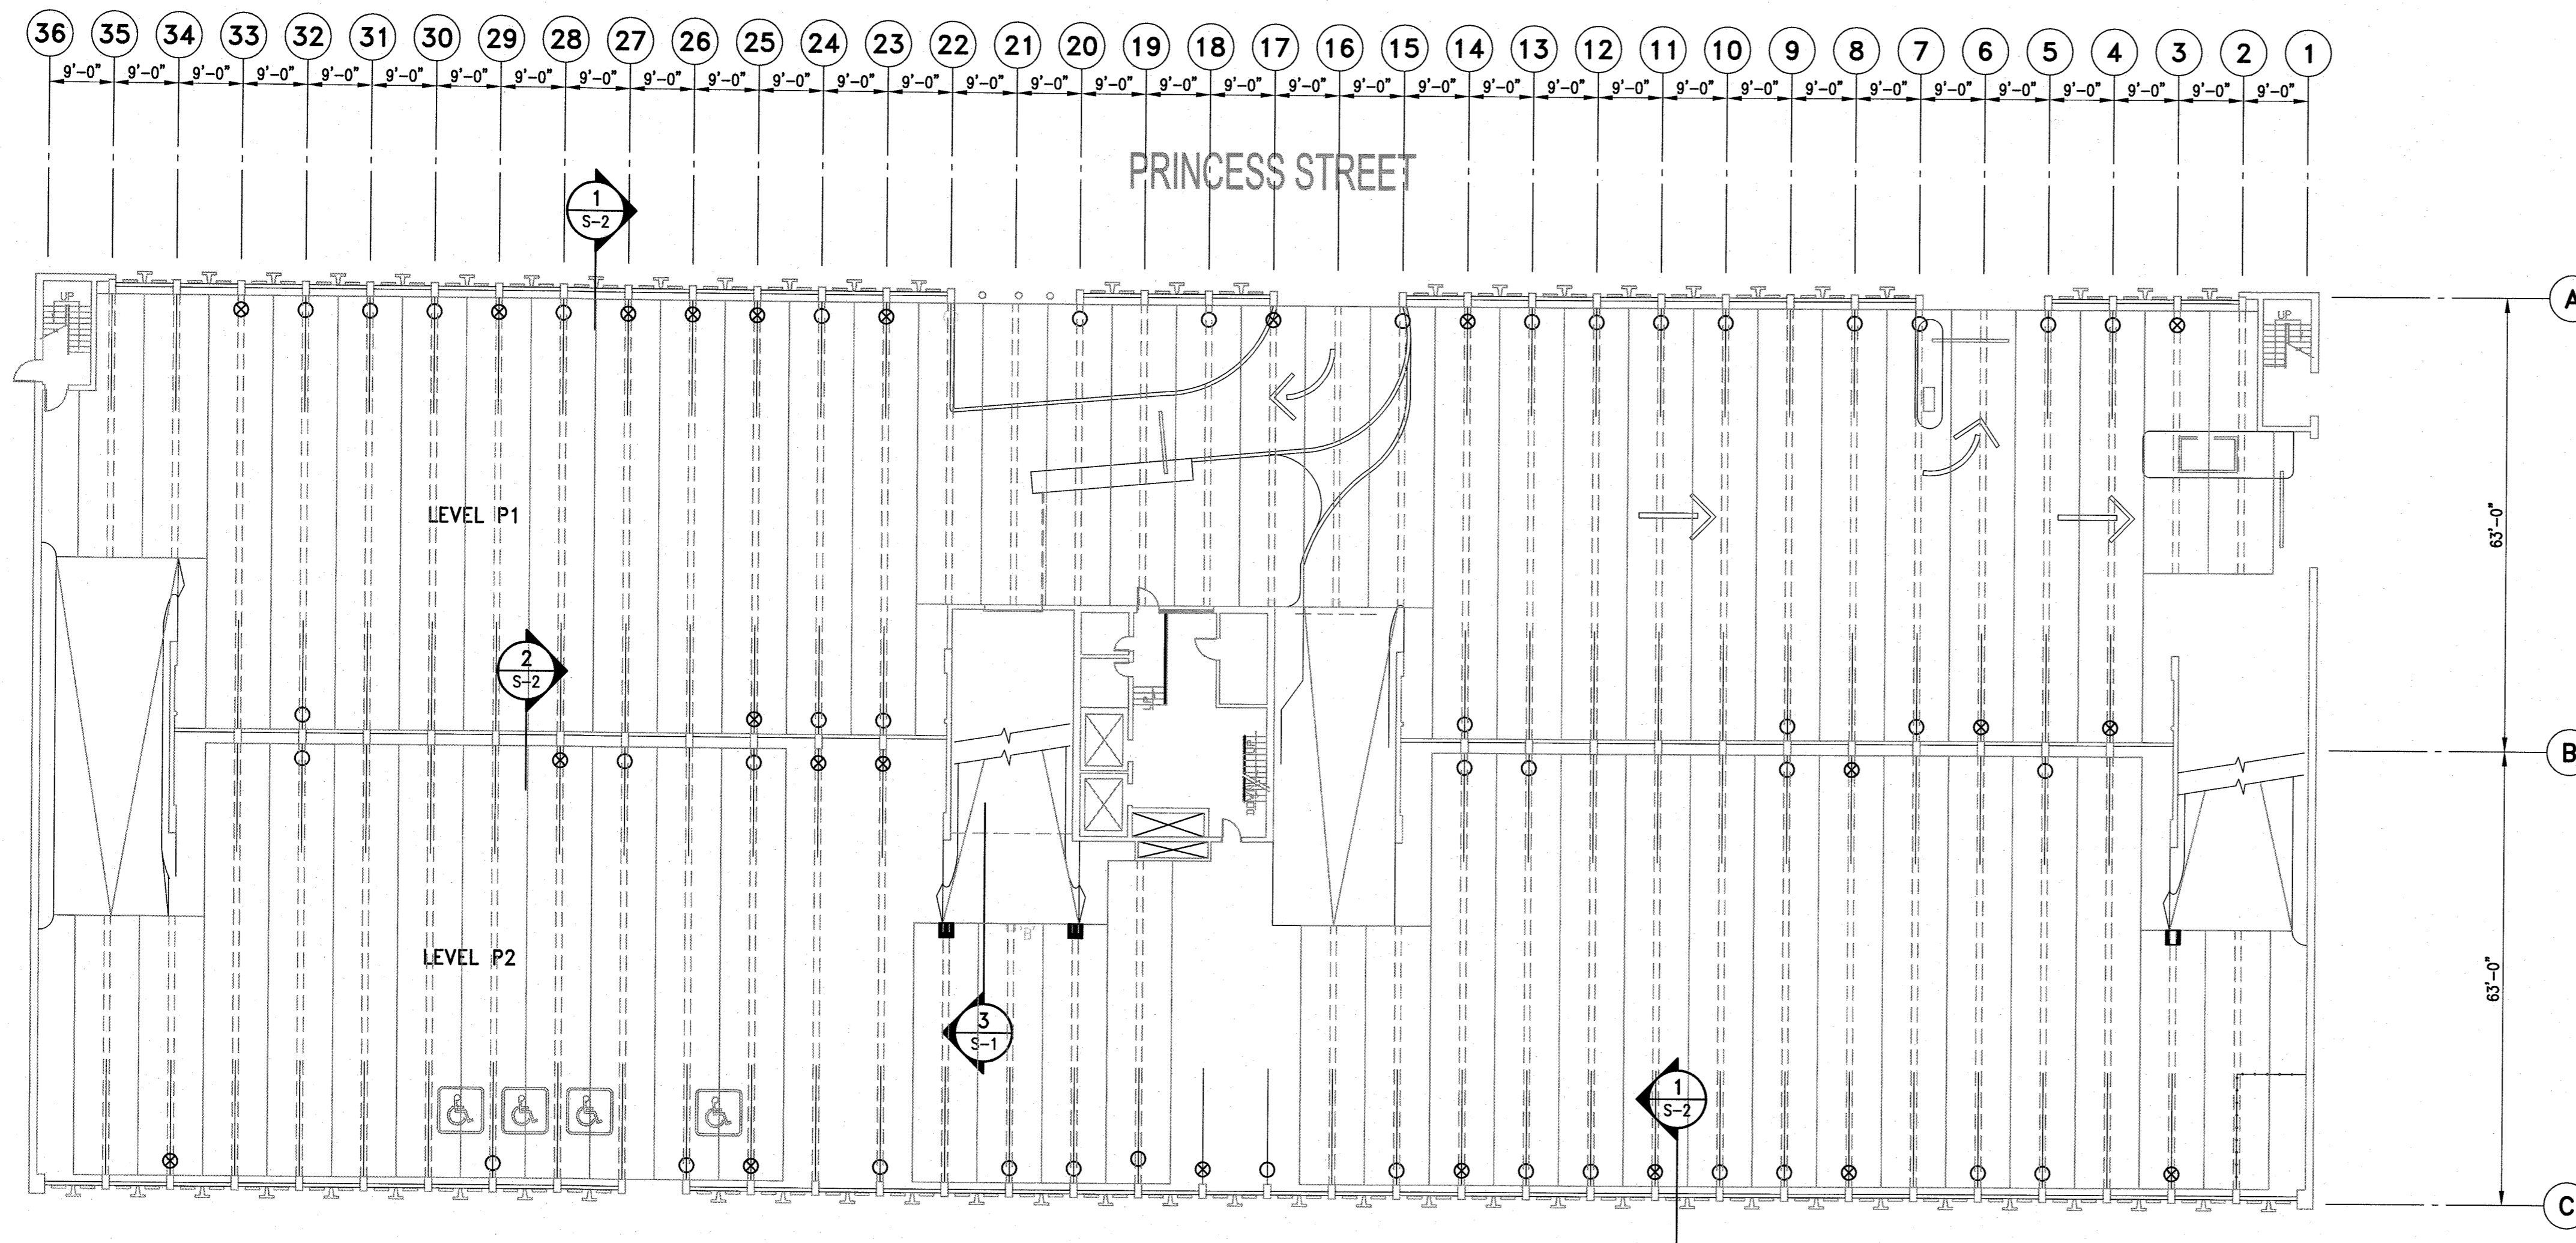 36 35 34 33 32 31 30 29 28 27 26 25 24 23 22 21 20 19 18 17 16 15 14 13 12 11 10 9 8 7 6 5 4 3 2 1
9'-0" 9'-0" 9'-0" 9'-0" 9'-0" 9'-0" 9'-0" 9'-0" 9'-0" 9'-0" 9'-0" 9'-0" 9'-0" 9'-0" 9'-0" 9'-0" 9'-0" 9'-0" 9'-0" 9'-0" 9'-0" 9'-0" 9'-0" 9'-0" 9'-0" 9'-0" 9'-0" 9'-0" 9'-0" 9'-0" 9'-0" 9'-0" 9'-0" 9'-0" 9'-0"
PRINCESS STREET
1
S-2
UP
UP
A
LEVEL P1
63'-0"
2
S-2
UP
UP
DOWN
B
'B'
LEVEL P2
63'-0"
3
S-1
1
S-2
C